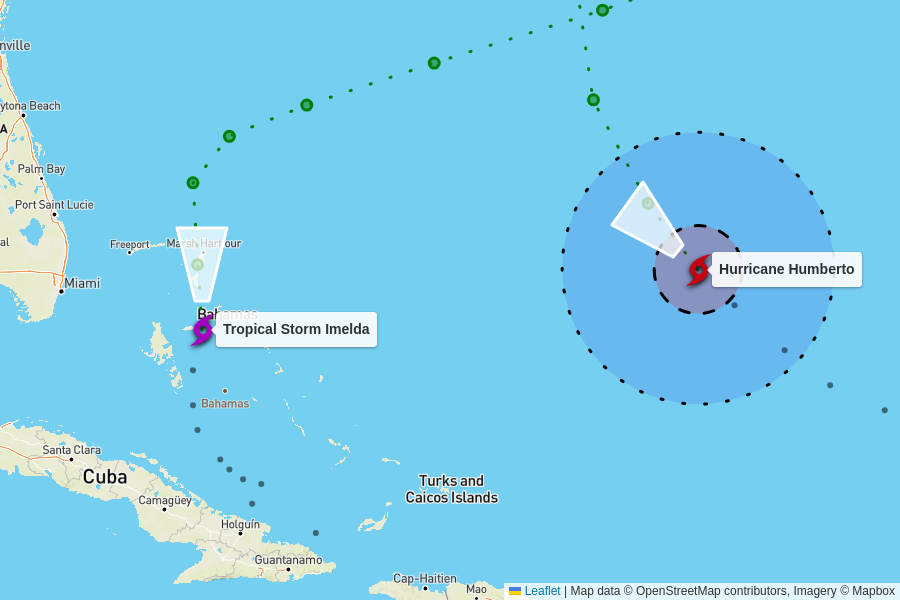 nville
ytona Beach
A
Palm Bay
Port Saint Lucie
al
Freeport
Marsh Harbour
Miami
Hurricane Humberto
Bahamas
Tropical Storm Imelda
Bahamas
Santa Clara
Cuba
Turks and
Caicos Islands
Camagüey
Holguín
Guantanamo
Cap-Haitien
Mao
Leaflet | Map data © OpenStreetMap contributors, Imagery © Mapbox